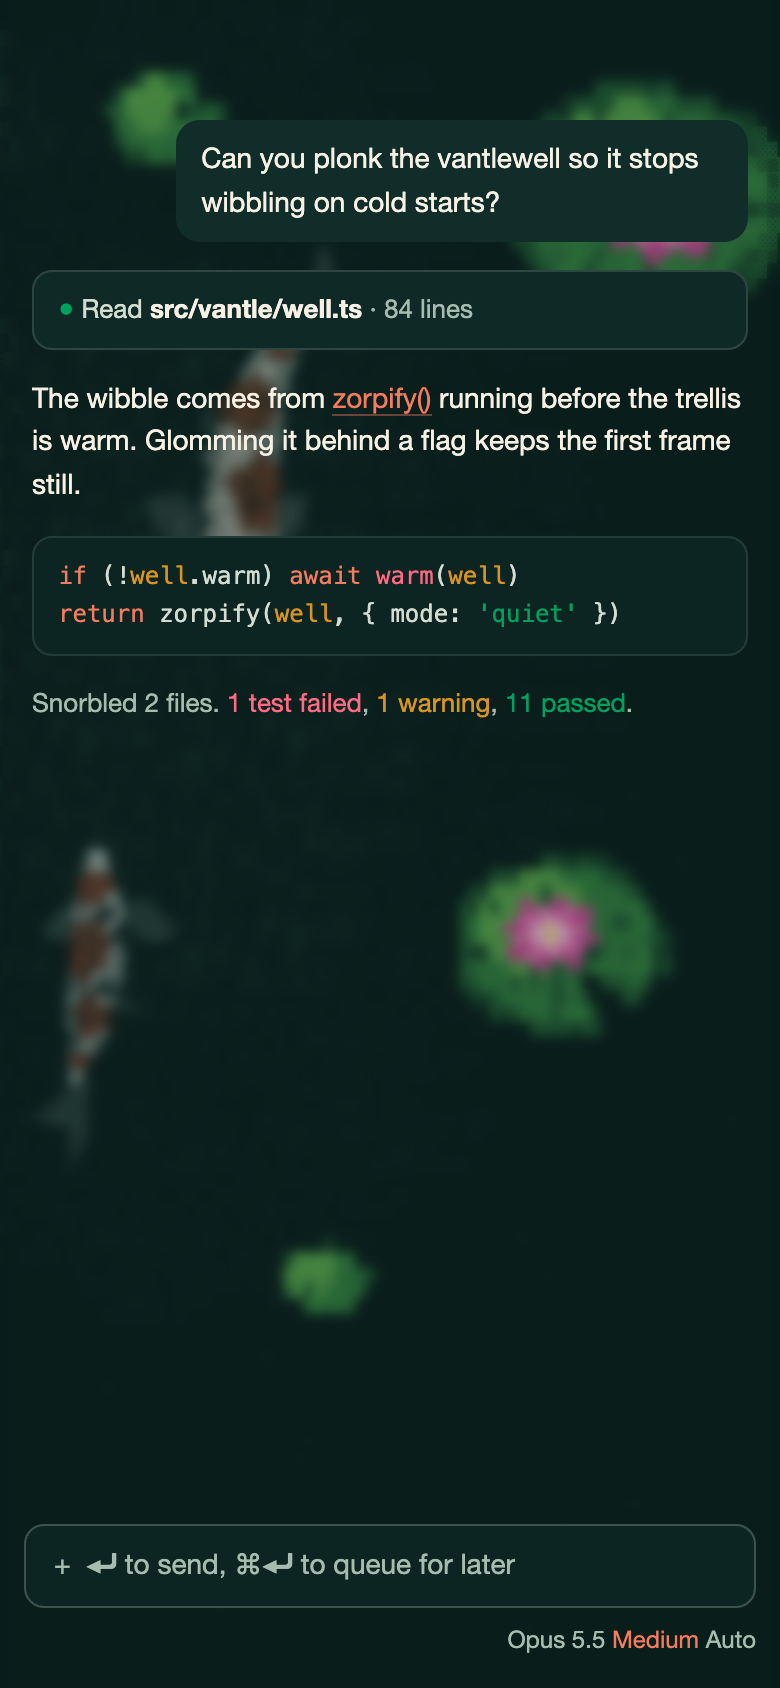 Can you plonk the vantlewell so it stops
wibbling on cold starts?
Read src/vantle/well.ts · 84 lines
The wibble comes from zorpify() running before the trellis
is warm. Glomming it behind a flag keeps the first frame
still.
if (!well.warm) await warm(well)
return zorpify(well, { mode: 'quiet' })
Snorbled 2 files. 1 test failed, 1 warning, 11 passed.
+ ↵ to send, ⌘↵ to queue for later
Opus 5.5 Medium Auto